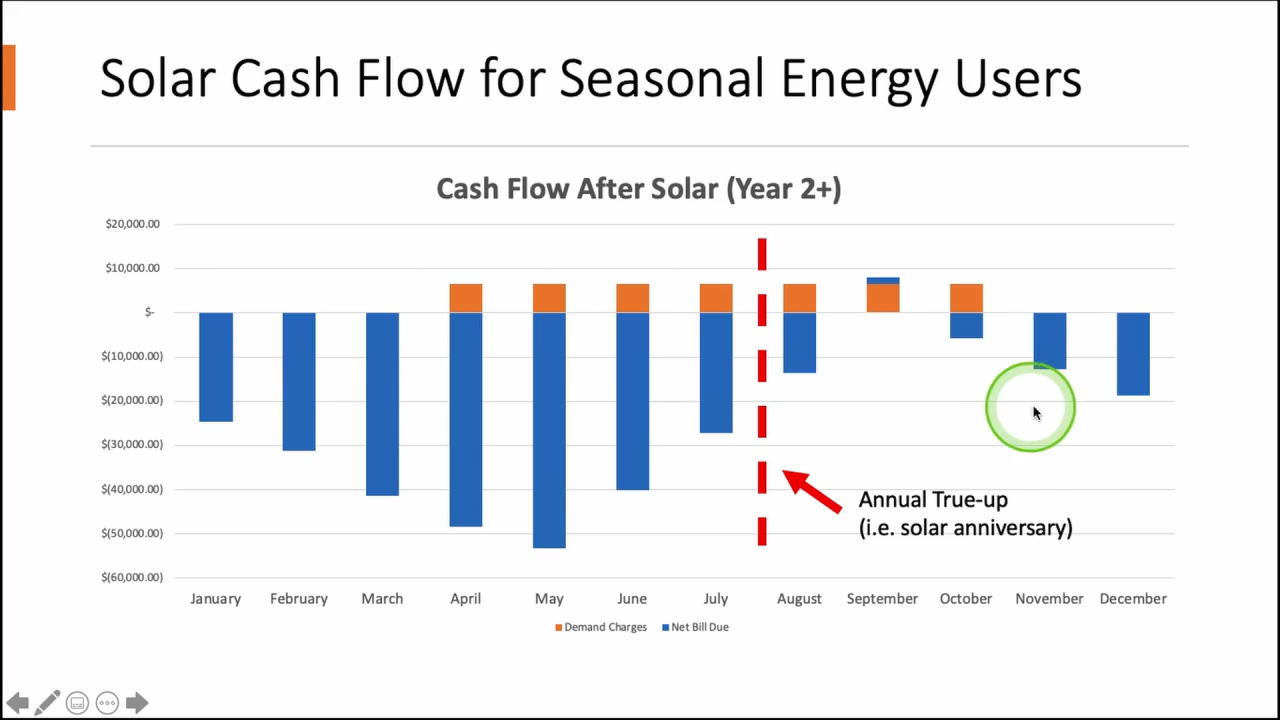 Solar Cash Flow for Seasonal Energy Users
Cash Flow After Solar (Year 2+)
$20,000.00
$10,000.00
$-
$(10,000.00)
$(20,000.00)
$(30,000.00)
$(40,000.00)
$(50,000.00)
$(60,000.00)
Annual True-up
(i.e. solar anniversary)
January February March April May June July August September October November December
Demand Charges Net Bill Due